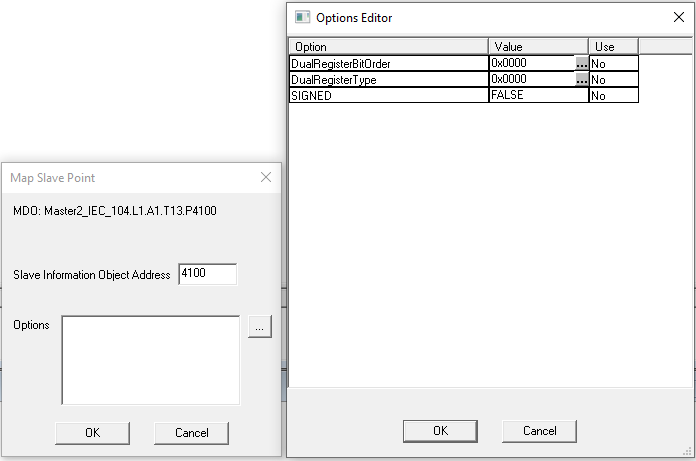 Options Editor
Option Value Use
DualRegisterBitOrder 0x0000 ... No
DualRegisterType 0x0000 ... No
SIGNED FALSE No
OK Cancel
Map Slave Point
MDO: Master2_IEC_104.L1.A1.T13.P4100
Slave Information Object Address 4100
Options ...
OK Cancel